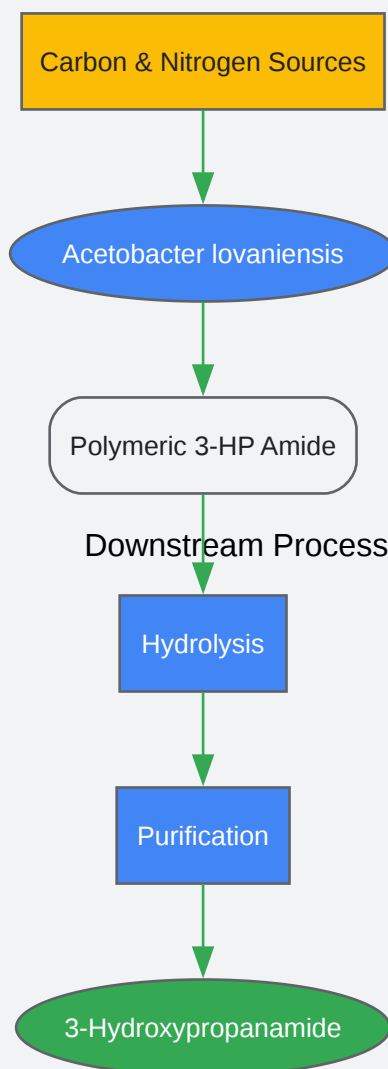 Carbon & Nitrogen Sources
Acetobacter lovaniensis
Polymeric 3-HP Amide
Downstream Process
Hydrolysis
Purification
3-Hydroxypropanamide